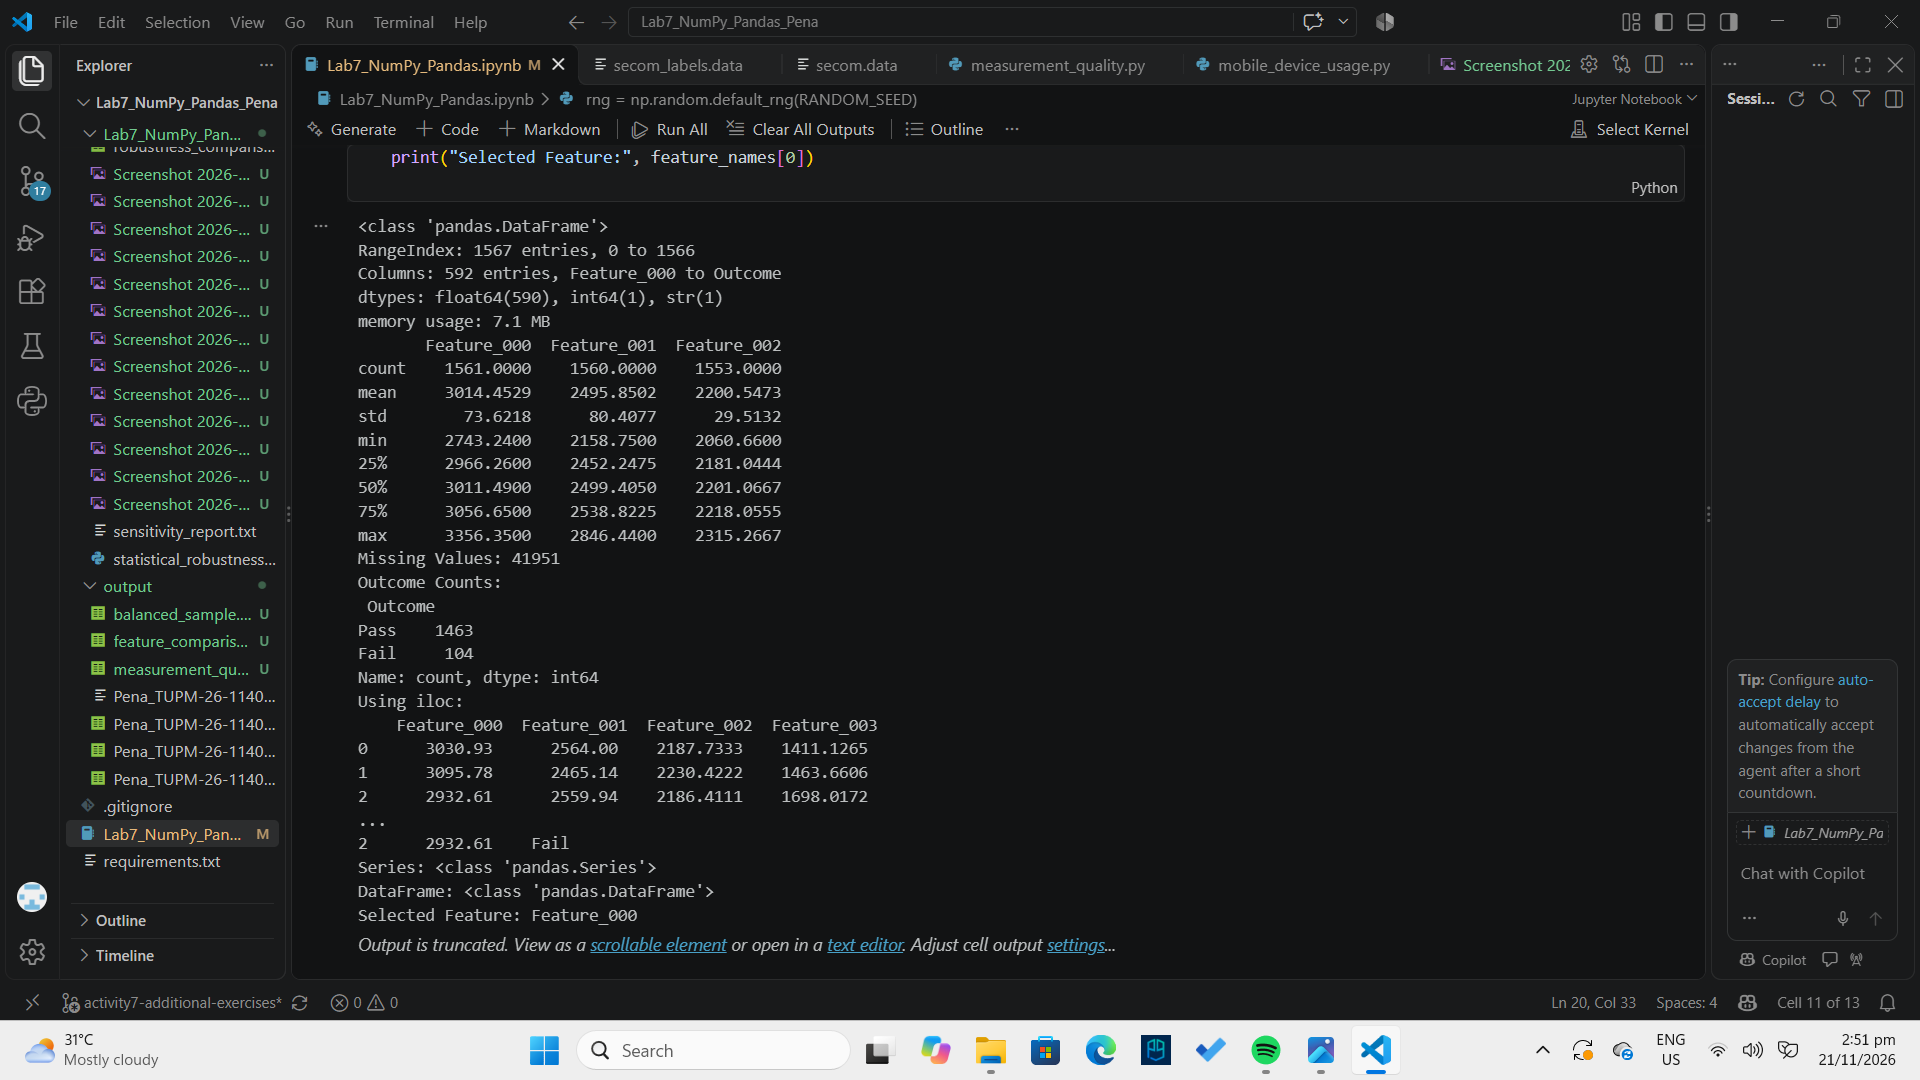 File Edit Selection View Go Run Terminal Help
Lab7_NumPy_Pandas_Pena
Explorer
Lab7_NumPy_Pandas_Pena
Lab7_NumPy_Pan...
robustness_comparis...
Screenshot 2026-... U
Screenshot 2026-... U
Screenshot 2026-... U
Screenshot 2026-... U
Screenshot 2026-... U
Screenshot 2026-... U
Screenshot 2026-... U
Screenshot 2026-... U
Screenshot 2026-... U
Screenshot 2026-... U
Screenshot 2026-... U
Screenshot 2026-... U
Screenshot 2026-... U
sensitivity_report.txt
statistical_robustness...
output
balanced_sample.... U
feature_comparis... U
measurement_qu... U
Pena_TUPM-26-1140...
Pena_TUPM-26-1140...
Pena_TUPM-26-1140...
Pena_TUPM-26-1140...
.gitignore
Lab7_NumPy_Pan... M
requirements.txt
Outline
Timeline
17
Lab7_NumPy_Pandas.ipynb M
secom_labels.data
secom.data
measurement_quality.py
mobile_device_usage.py
Screenshot 202
Lab7_NumPy_Pandas.ipynb > rng = np.random.default_rng(RANDOM_SEED)
Jupyter Notebook
Generate + Code + Markdown Run All Clear All Outputs Outline ...
Select Kernel
print("Selected Feature:", feature_names[0])
Python
<class 'pandas.DataFrame'>
RangeIndex: 1567 entries, 0 to 1566
Columns: 592 entries, Feature_000 to Outcome
dtypes: float64(590), int64(1), str(1)
memory usage: 7.1 MB
Feature_000 Feature_001 Feature_002
count 1561.0000 1560.0000 1553.0000
mean 3014.4529 2495.8502 2200.5473
std 73.6218 80.4077 29.5132
min 2743.2400 2158.7500 2060.6600
25% 2966.2600 2452.2475 2181.0444
50% 3011.4900 2499.4050 2201.0667
75% 3056.6500 2538.8225 2218.0555
max 3356.3500 2846.4400 2315.2667
Missing Values: 41951
Outcome Counts:
Outcome
Pass 1463
Fail 104
Name: count, dtype: int64
Using iloc:
Feature_000 Feature_001 Feature_002 Feature_003
0 3030.93 2564.00 2187.7333 1411.1265
1 3095.78 2465.14 2230.4222 1463.6606
2 2932.61 2559.94 2186.4111 1698.0172
...
2 2932.61 Fail
Series: <class 'pandas.Series'>
DataFrame: <class 'pandas.DataFrame'>
Selected Feature: Feature_000
Output is truncated. View as a scrollable element or open in a text editor. Adjust cell output settings...
Sessi...
Tip: Configure auto-
accept delay to
automatically accept
changes from the
agent after a short
countdown.
Lab7_NumPy_Pa
Chat with Copilot
Copilot
activity7-additional-exercises* 0 0
Ln 20, Col 33 Spaces: 4 Cell 11 of 13
31°C
Mostly cloudy
Search
ENG
US
2:51 pm
21/11/2026